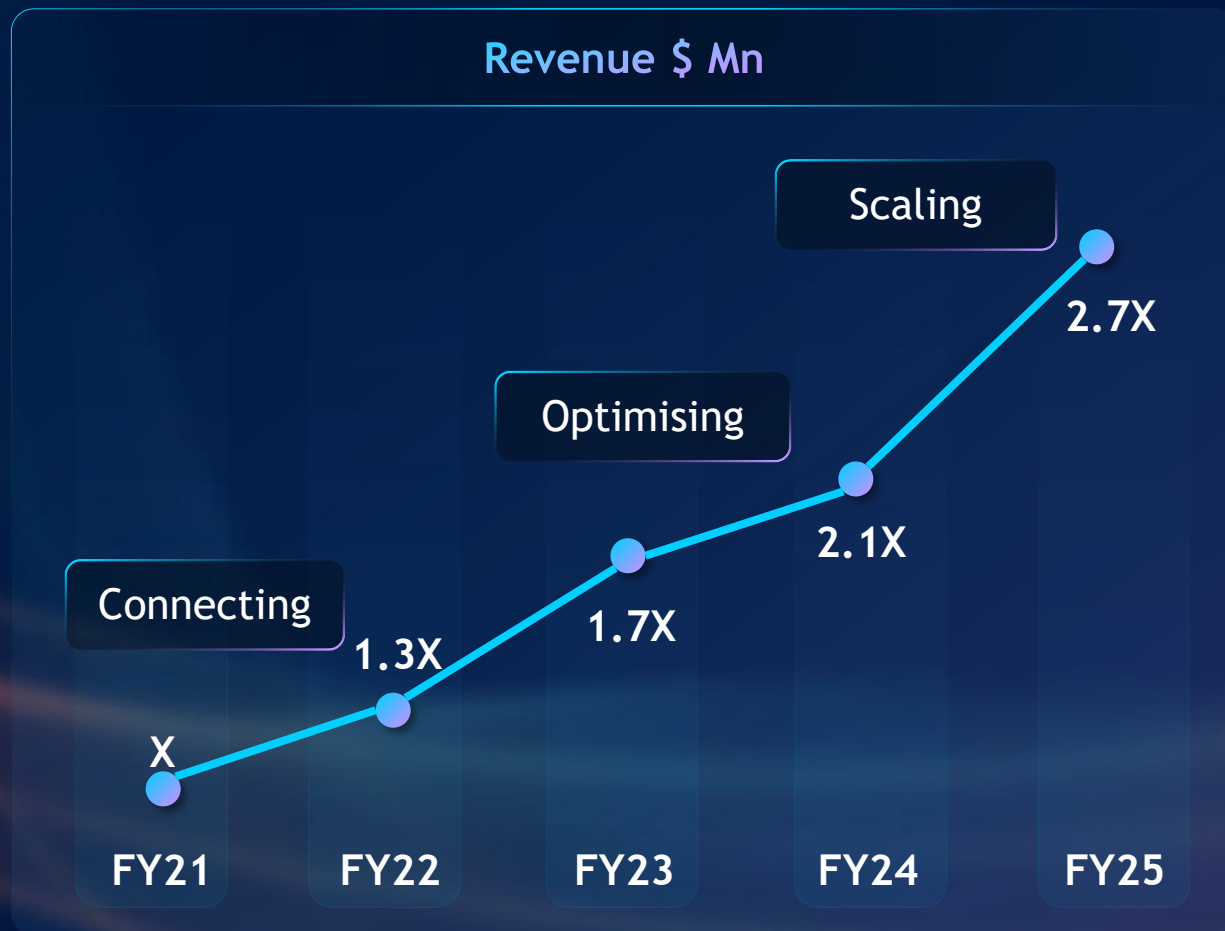 Revenue $ Mn
Scaling
2.7X
Optimising
2.1X
Connecting
1.7X
1.3X
X
FY21 FY22 FY23 FY24 FY25